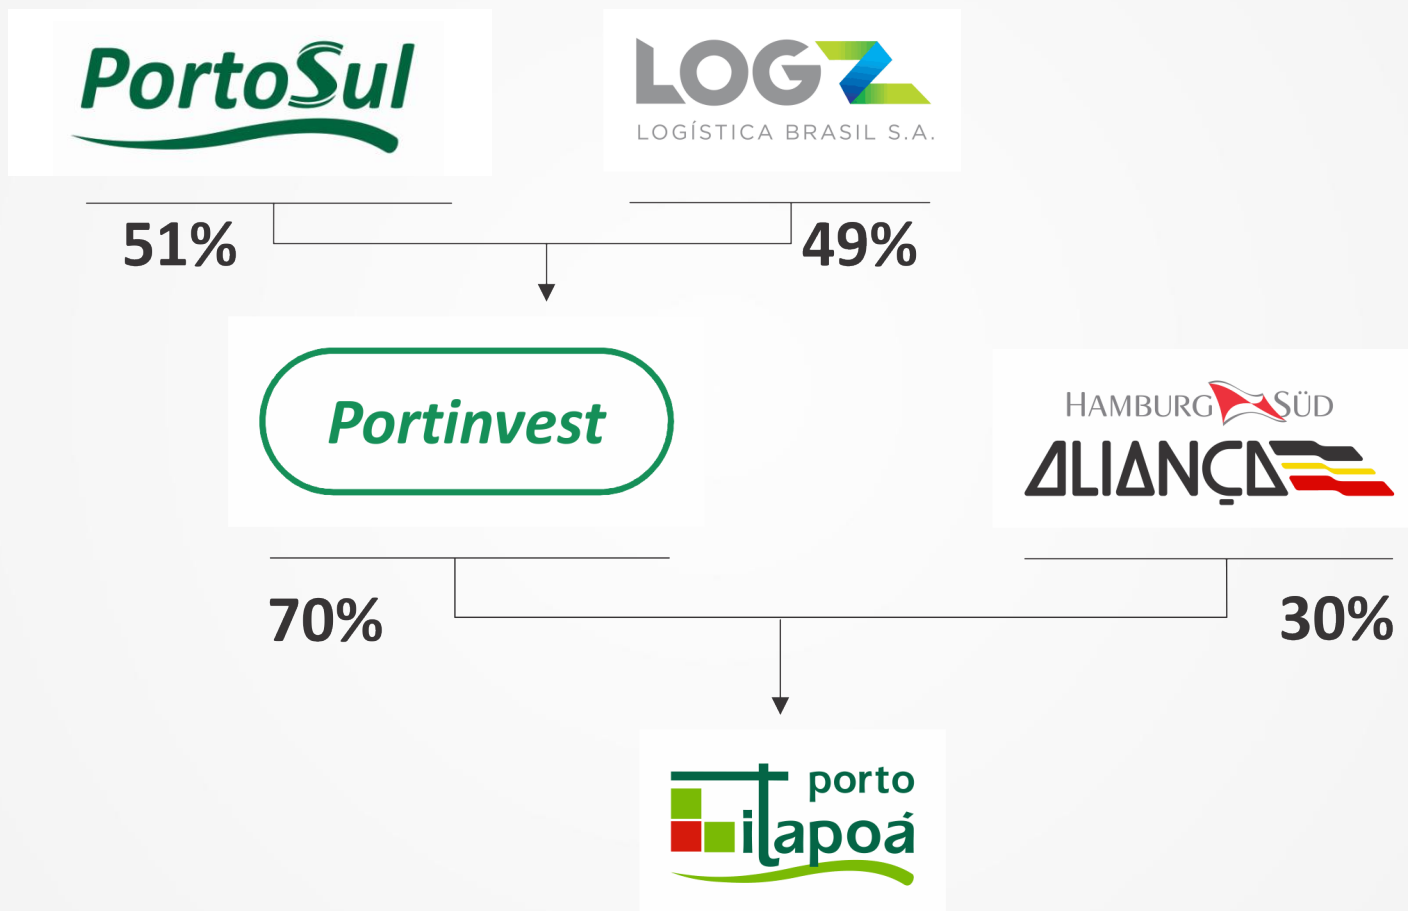 PortoSul
LOGZ
LOGÍSTICA BRASIL S.A.
51%
49%
Portinvest
HAMBURG SÜD
ALIANÇA
70%
30%
porto
itapoá